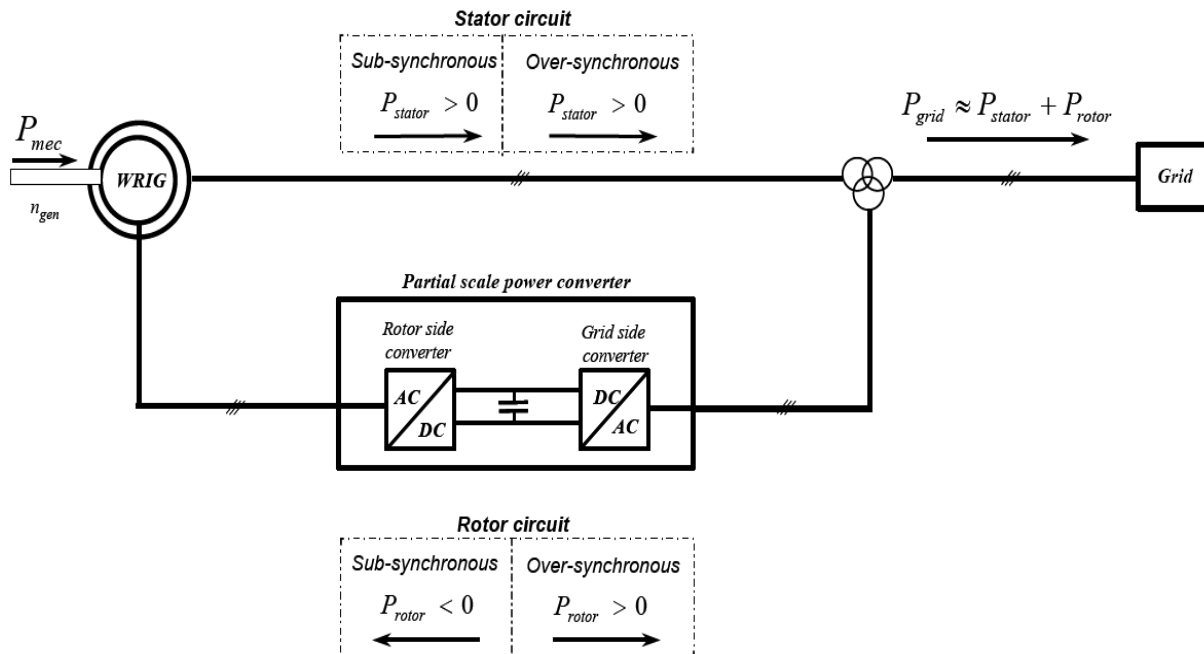 Stator circuit
Sub-synchronous
Over-synchronous
P_stator > 0
P_stator > 0
P_grid ≈ P_stator + P_rotor
P_mec
WRIG
n_gen
Grid
Partial scale power converter
Rotor side
converter
Grid side
converter
AC
DC
DC
AC
Rotor circuit
Sub-synchronous
Over-synchronous
P_rotor < 0
P_rotor > 0